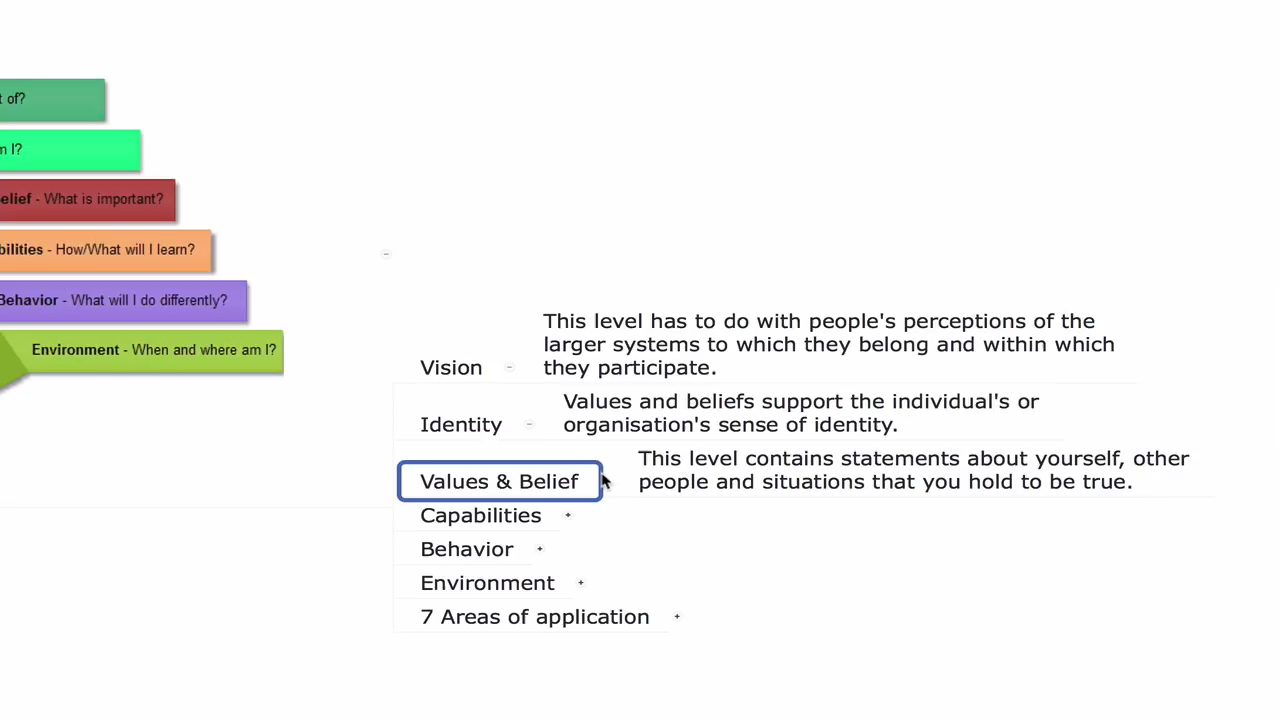 t of?
m I?
elief - What is important?
bilities - How/What will I learn?
Behavior - What will I do differently?
Environment - When and where am I?
This level has to do with people's perceptions of the
larger systems to which they belong and within which
Vision they participate.
Values and beliefs support the individual's or
Identity organisation's sense of identity.
This level contains statements about yourself, other
Values & Belief people and situations that you hold to be true.
Capabilities
Behavior
Environment
7 Areas of application